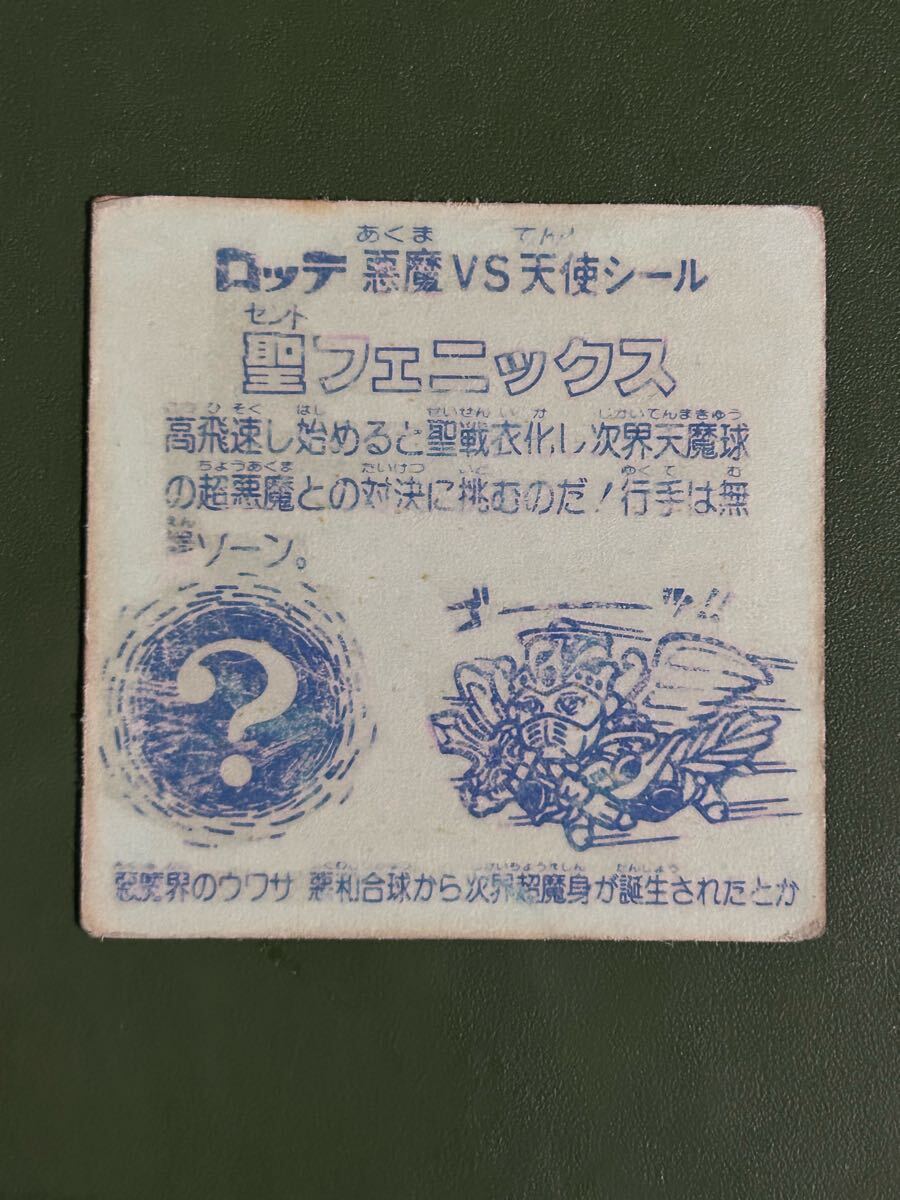 ロッテ 悪魔VS天使シール
セント
聖フェニックス
高飛速し始めると聖戦衣化し次界天魔球
の超悪魔との対決に挑むのだ！行手は無
ゾーン。
?
ゴーーーッ!!
悪魔界のウワサ 悪和合球から次界超魔身が誕生されたとか